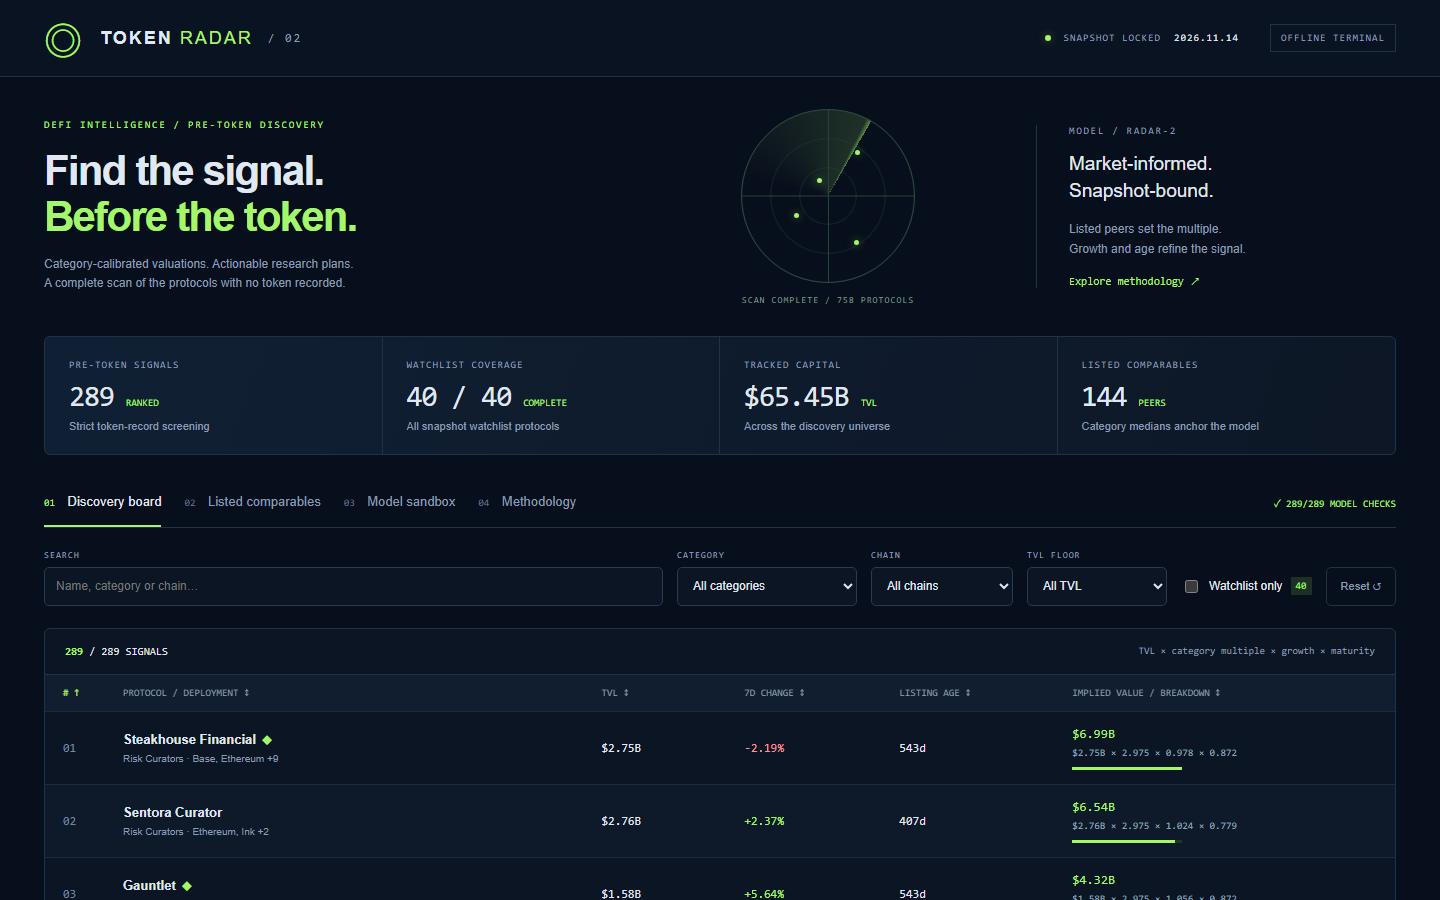 TOKEN RADAR / 02
SNAPSHOT LOCKED 2026.11.14
OFFLINE TERMINAL
DEFI INTELLIGENCE / PRE-TOKEN DISCOVERY
Find the signal.
Before the token.
Category-calibrated valuations. Actionable research plans.
A complete scan of the protocols with no token recorded.
SCAN COMPLETE / 758 PROTOCOLS
MODEL / RADAR-2
Market-informed.
Snapshot-bound.
Listed peers set the multiple.
Growth and age refine the signal.
Explore methodology ↗
PRE-TOKEN SIGNALS
289 RANKED
Strict token-record screening
WATCHLIST COVERAGE
40 / 40 COMPLETE
All snapshot watchlist protocols
TRACKED CAPITAL
$65.45B TVL
Across the discovery universe
LISTED COMPARABLES
144 PEERS
Category medians anchor the model
01 Discovery board
02 Listed comparables
03 Model sandbox
04 Methodology
✓ 289/289 MODEL CHECKS
SEARCH
Name, category or chain...
CATEGORY
All categories
CHAIN
All chains
TVL FLOOR
All TVL
Watchlist only 40
Reset ↺
289 / 289 SIGNALS
TVL × category multiple × growth × maturity
# ↑ PROTOCOL / DEPLOYMENT ↕ TVL ↕ 7D CHANGE ↕ LISTING AGE ↕ IMPLIED VALUE / BREAKDOWN ↕
01 Steakhouse Financial ◆
Risk Curators · Base, Ethereum +9
$2.75B -2.19% 543d
$6.99B
$2.75B × 2.975 × 0.978 × 0.872
02 Sentora Curator
Risk Curators · Ethereum, Ink +2
$2.76B +2.37% 407d
$6.54B
$2.76B × 2.975 × 1.024 × 0.779
03 Gauntlet ◆
$1.58B +5.64% 543d
$4.32B
$1.58B × 2.975 × 1.056 × 0.872